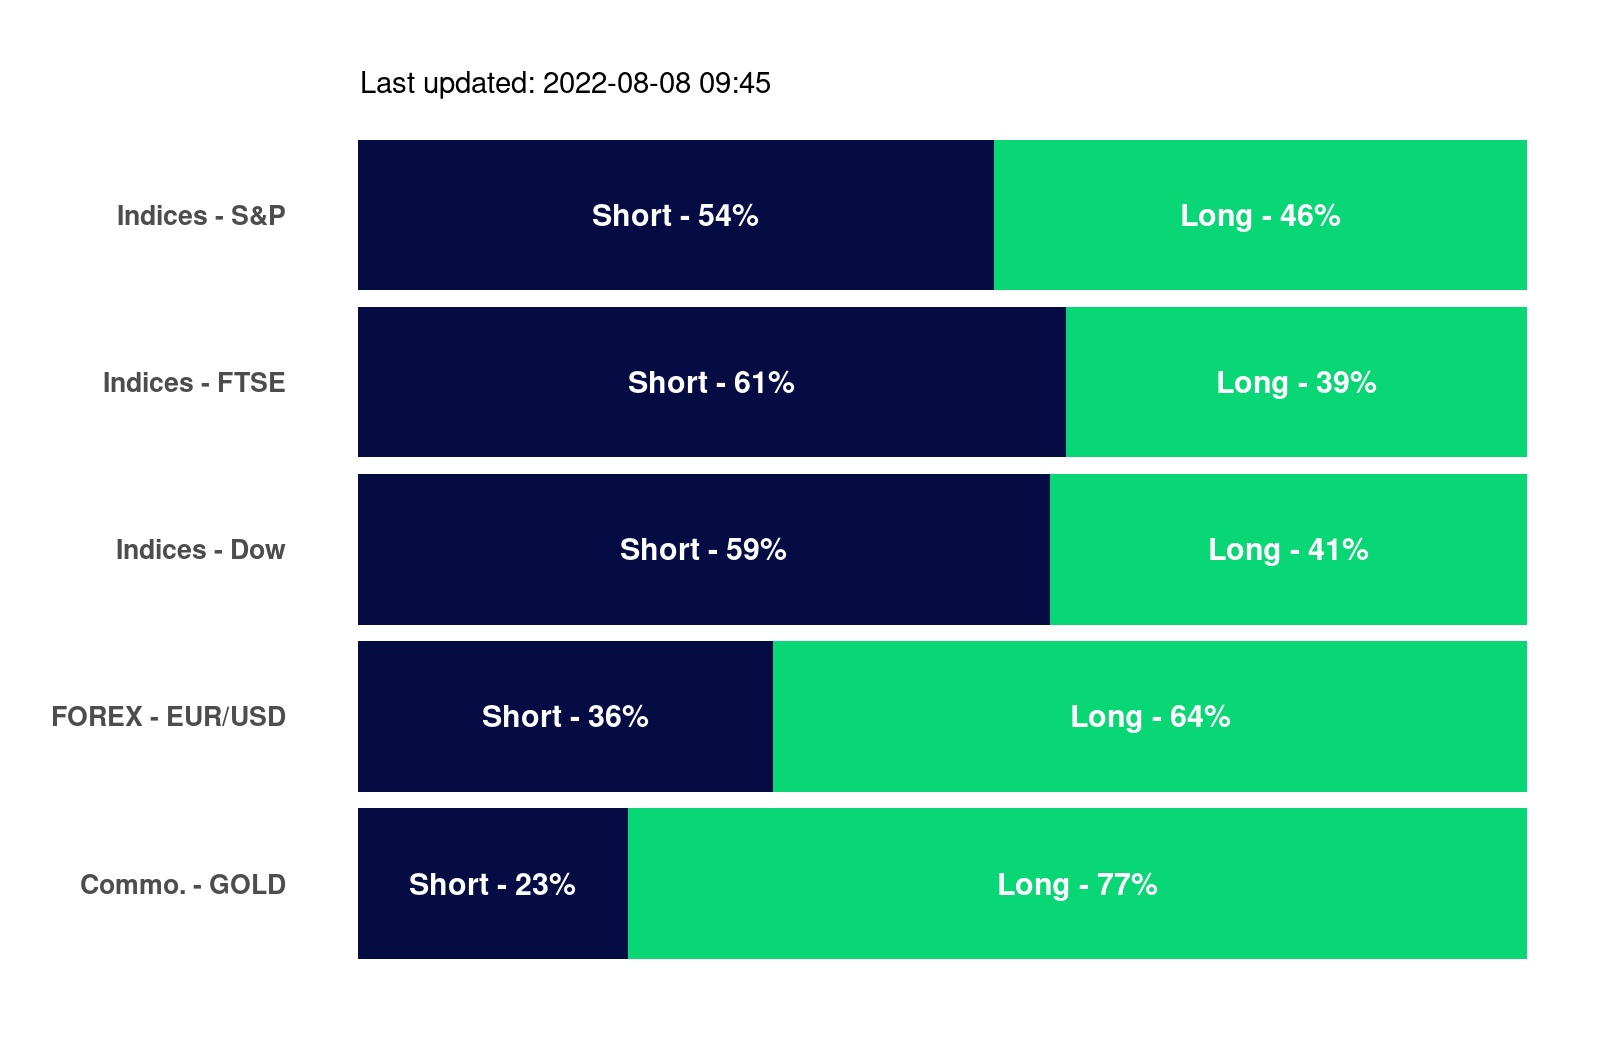 Last updated: 2022-08-08 09:45
Indices - S&P Short - 54% Long - 46%
Indices - FTSE Short - 61% Long - 39%
Indices - Dow Short - 59% Long - 41%
FOREX - EUR/USD Short - 36% Long - 64%
Commo. - GOLD Short - 23% Long - 77%